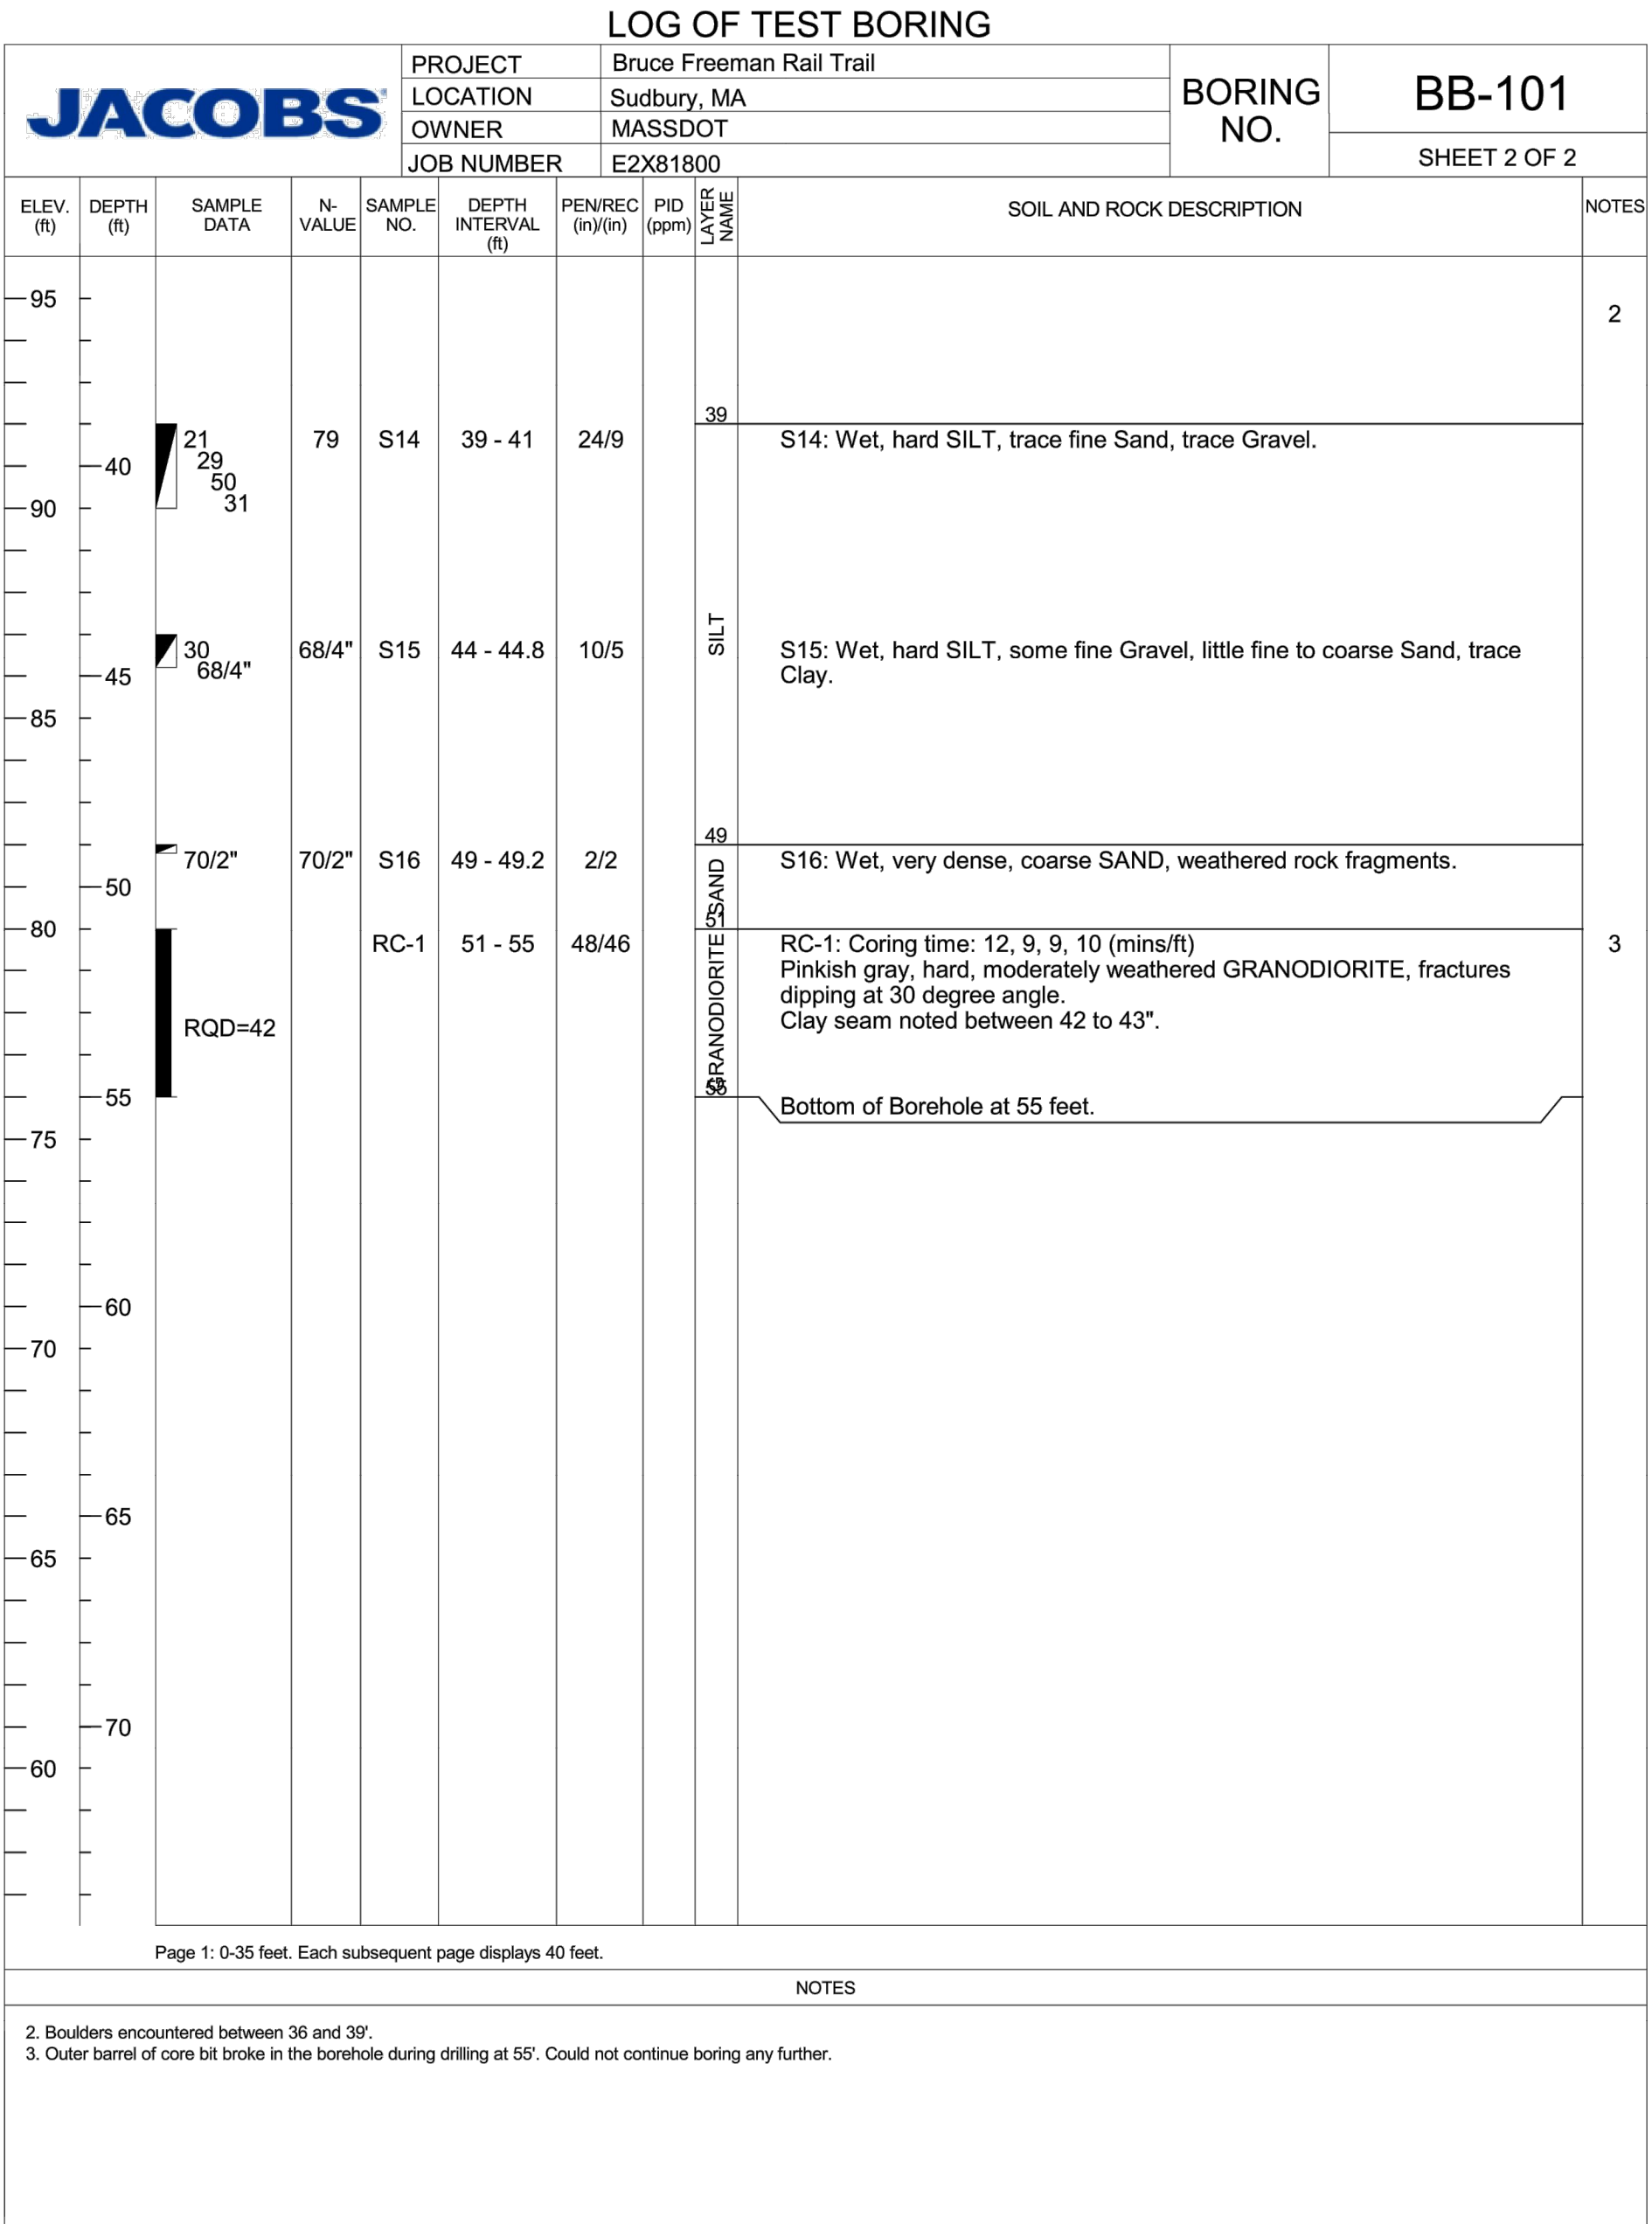 LOG OF TEST BORING
JACOBS
PROJECT Bruce Freeman Rail Trail
LOCATION Sudbury, MA
OWNER MASSDOT
JOB NUMBER E2X81800
BORING
NO.
BB-101
SHEET 2 OF 2
ELEV.
(ft)
DEPTH
(ft)
SAMPLE
DATA
N-
VALUE
SAMPLE
NO.
DEPTH
INTERVAL
(ft)
PEN/REC
(in)/(in)
PID
(ppm)
LAYER
NAME
SOIL AND ROCK DESCRIPTION
NOTES
95
2
39
21 79 S14 39 - 41 24/9 S14: Wet, hard SILT, trace fine Sand, trace Gravel.
29
40
50
31
90
SILT
30 68/4" S15 44 - 44.8 10/5 S15: Wet, hard SILT, some fine Gravel, little fine to coarse Sand, trace
68/4" Clay.
45
85
49
70/2" 70/2" S16 49 - 49.2 2/2 S16: Wet, very dense, coarse SAND, weathered rock fragments.
SAND
50
51
80
RC-1 51 - 55 48/46 RC-1: Coring time: 12, 9, 9, 10 (mins/ft) 3
Pinkish gray, hard, moderately weathered GRANODIORITE, fractures
dipping at 30 degree angle.
Clay seam noted between 42 to 43".
RQD=42
GRANODIORITE
55
55 Bottom of Borehole at 55 feet.
75
60
70
65
65
70
60
Page 1: 0-35 feet. Each subsequent page displays 40 feet.
NOTES
2. Boulders encountered between 36 and 39'.
3. Outer barrel of core bit broke in the borehole during drilling at 55'. Could not continue boring any further.